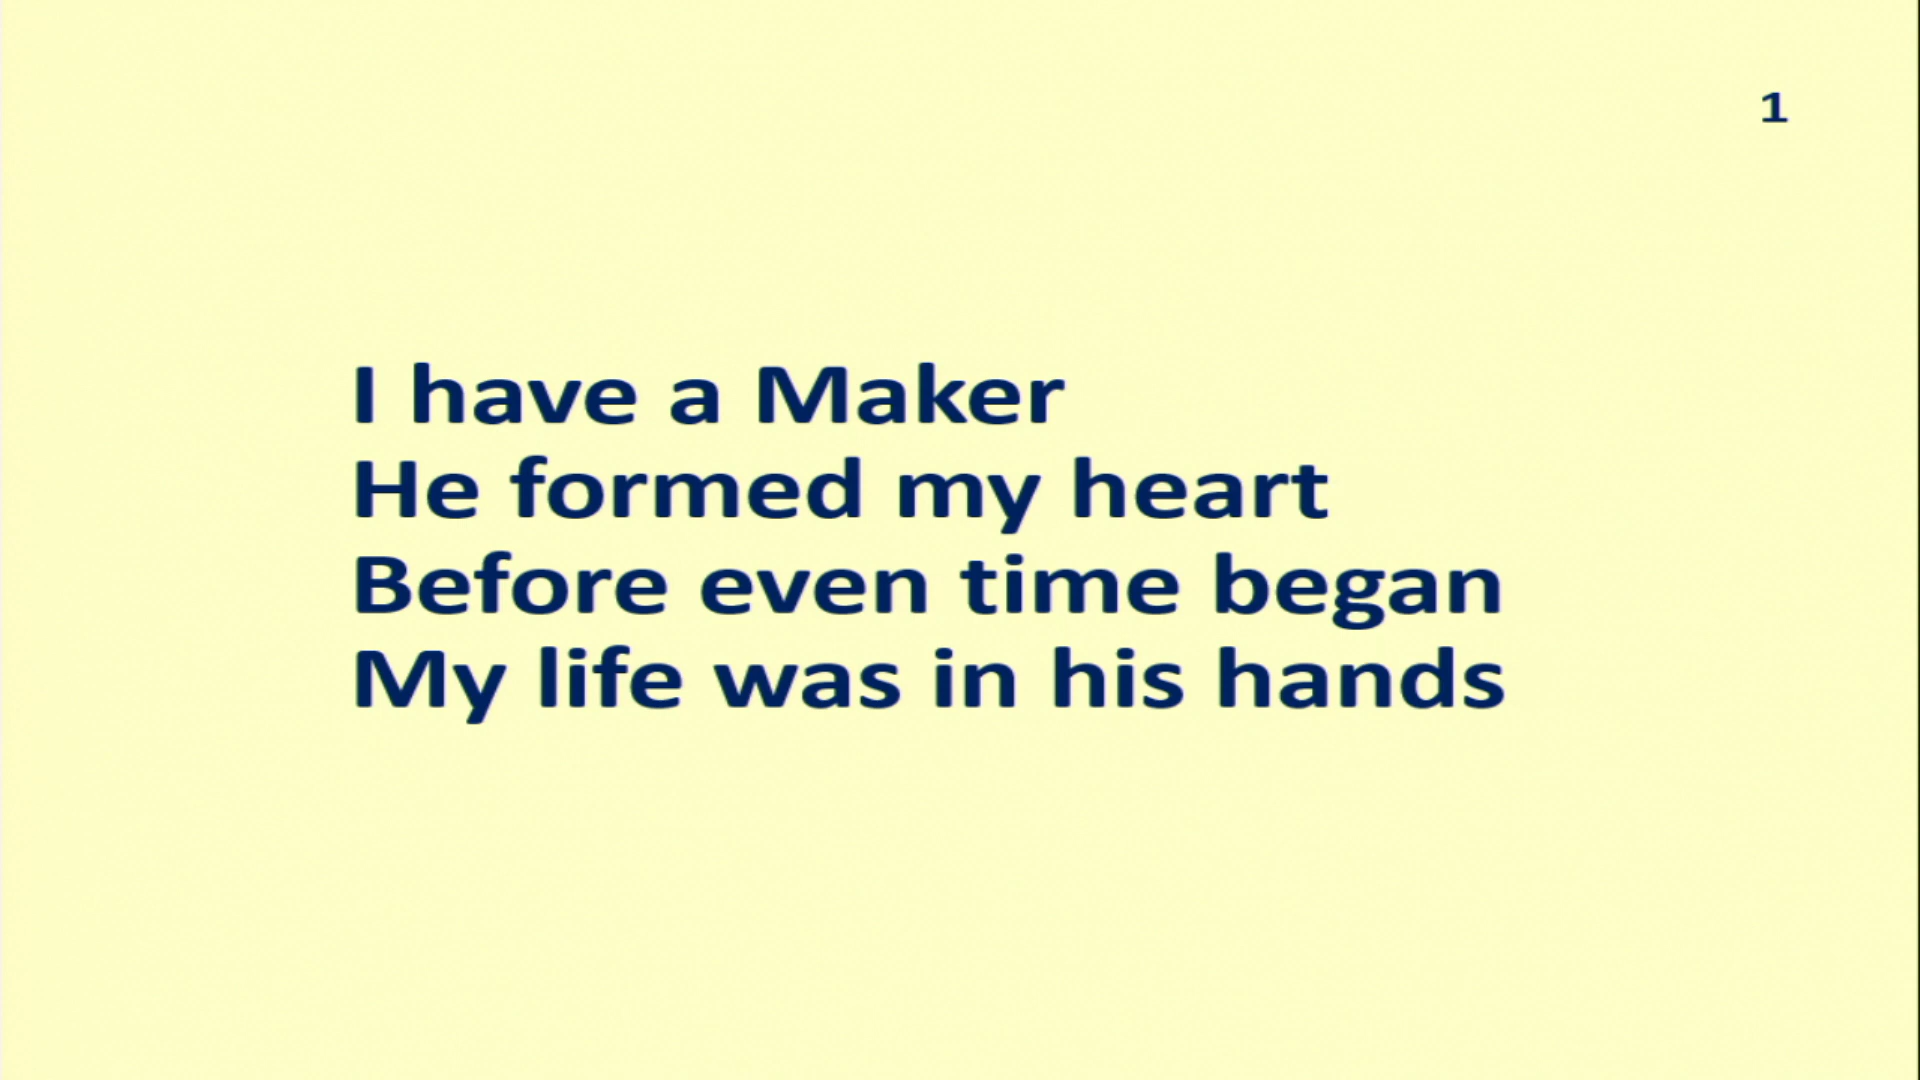 1
I have a Maker
He formed my heart
Before even time began
My life was in his hands